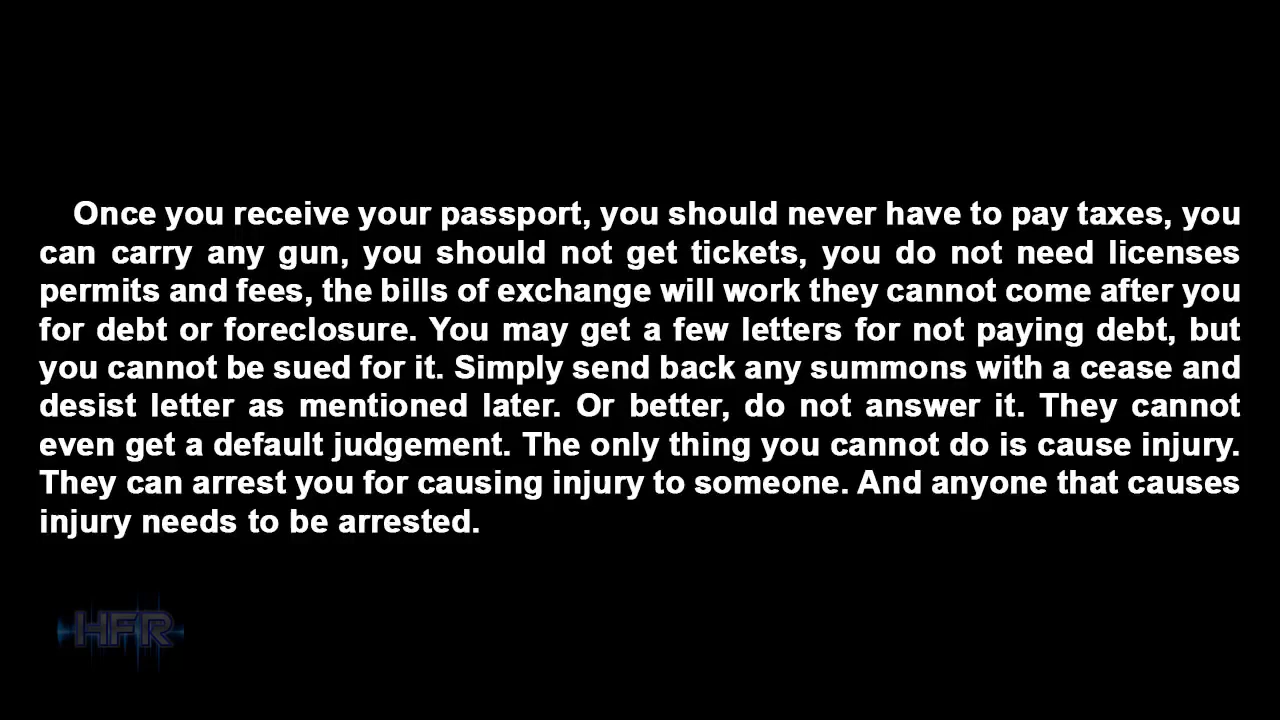 Once you receive your passport, you should never have to pay taxes, you
can carry any gun, you should not get tickets, you do not need licenses
permits and fees, the bills of exchange will work they cannot come after you
for debt or foreclosure. You may get a few letters for not paying debt, but
you cannot be sued for it. Simply send back any summons with a cease and
desist letter as mentioned later. Or better, do not answer it. They cannot
even get a default judgement. The only thing you cannot do is cause injury.
They can arrest you for causing injury to someone. And anyone that causes
injury needs to be arrested.
HFR